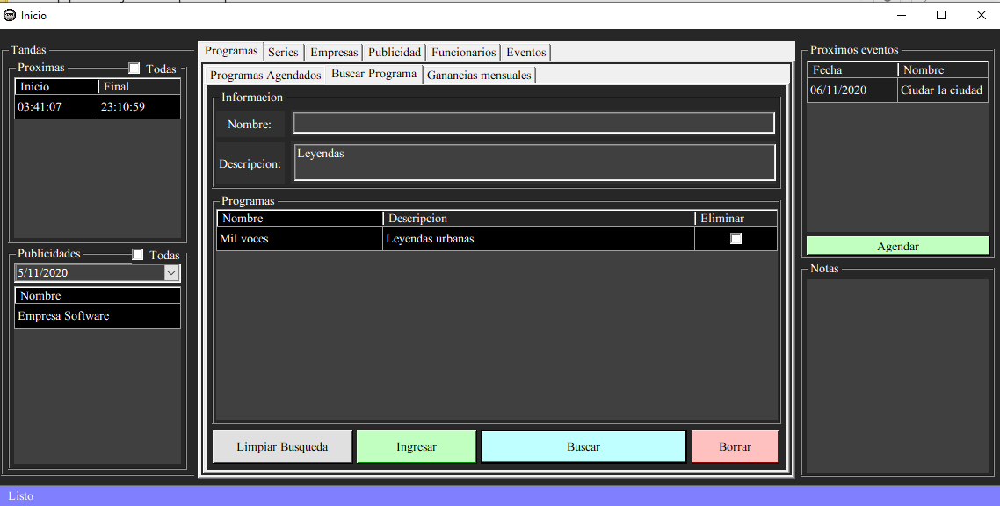 Inicio
Tandas
Proximas Todas
Inicio Final
03:41:07 23:10:59
Publicidades Todas
5/11/2020
Nombre
Empresa Software
Programas Series Empresas Publicidad Funcionarios Eventos
Programas Agendados Buscar Programa Ganancias mensuales
Informacion
Nombre:
Descripcion: Leyendas
Programas
Nombre Descripcion Eliminar
Mil voces Leyendas urbanas
Limpiar Busqueda Ingresar Buscar Borrar
Proximos eventos
Fecha Nombre
06/11/2020 Ciudar la ciudad
Agendar
Notas
Listo